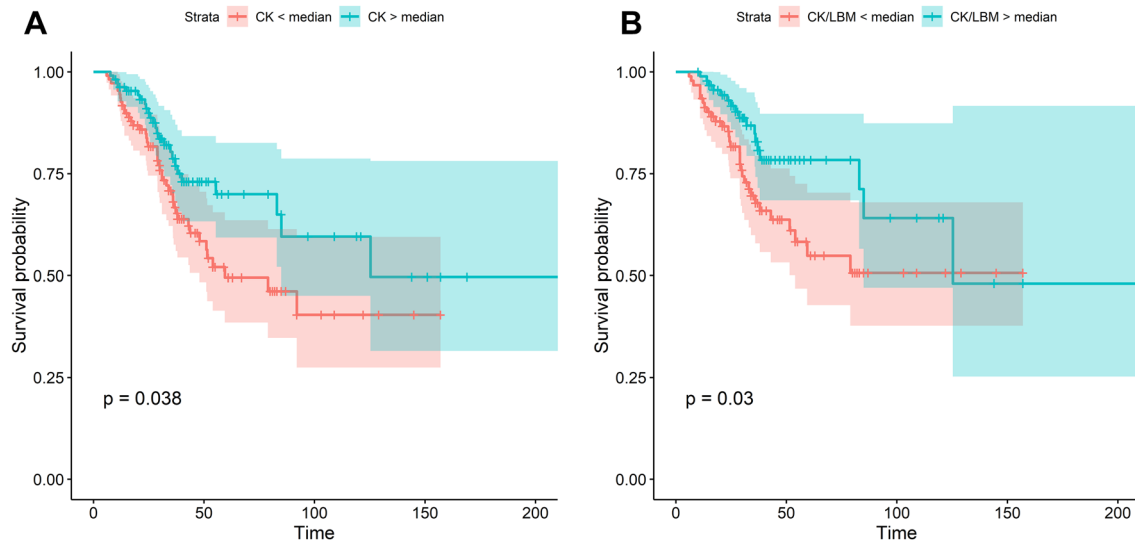 A
Strata CK < median CK > median
1.00
0.75
0.50
0.25
0.00
Survival probability
p = 0.038
0 50 100 150 200
Time
B
Strata CK/LBM < median CK/LBM > median
1.00
0.75
0.50
0.25
0.00
Survival probability
p = 0.03
0 50 100 150 200
Time